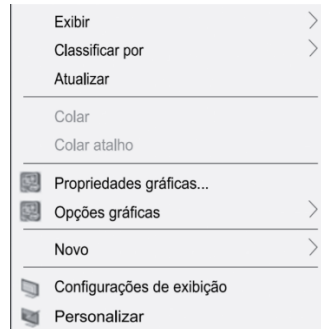 Exibir
Classificar por
Atualizar
Colar
Colar atalho
Propriedades gráficas...
Opções gráficas
Novo
Configurações de exibição
Personalizar